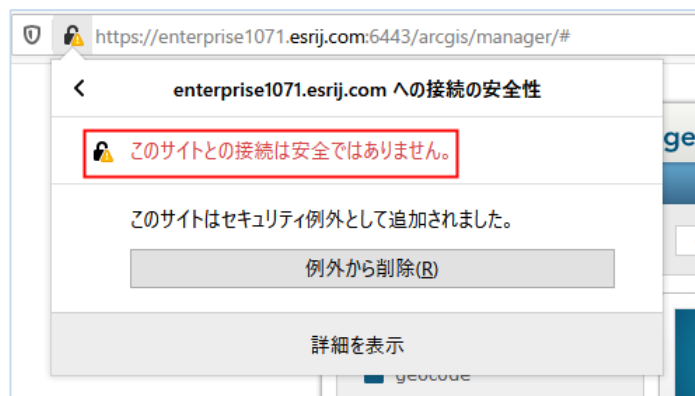 https://enterprise1071.esrij.com:6443/arcgis/manager/#
enterprise1071.esrij.com への接続の安全性
このサイトとの接続は安全ではありません。
ge
このサイトはセキュリティ例外として追加されました。
例外から削除(R)
詳細を表示
geocode